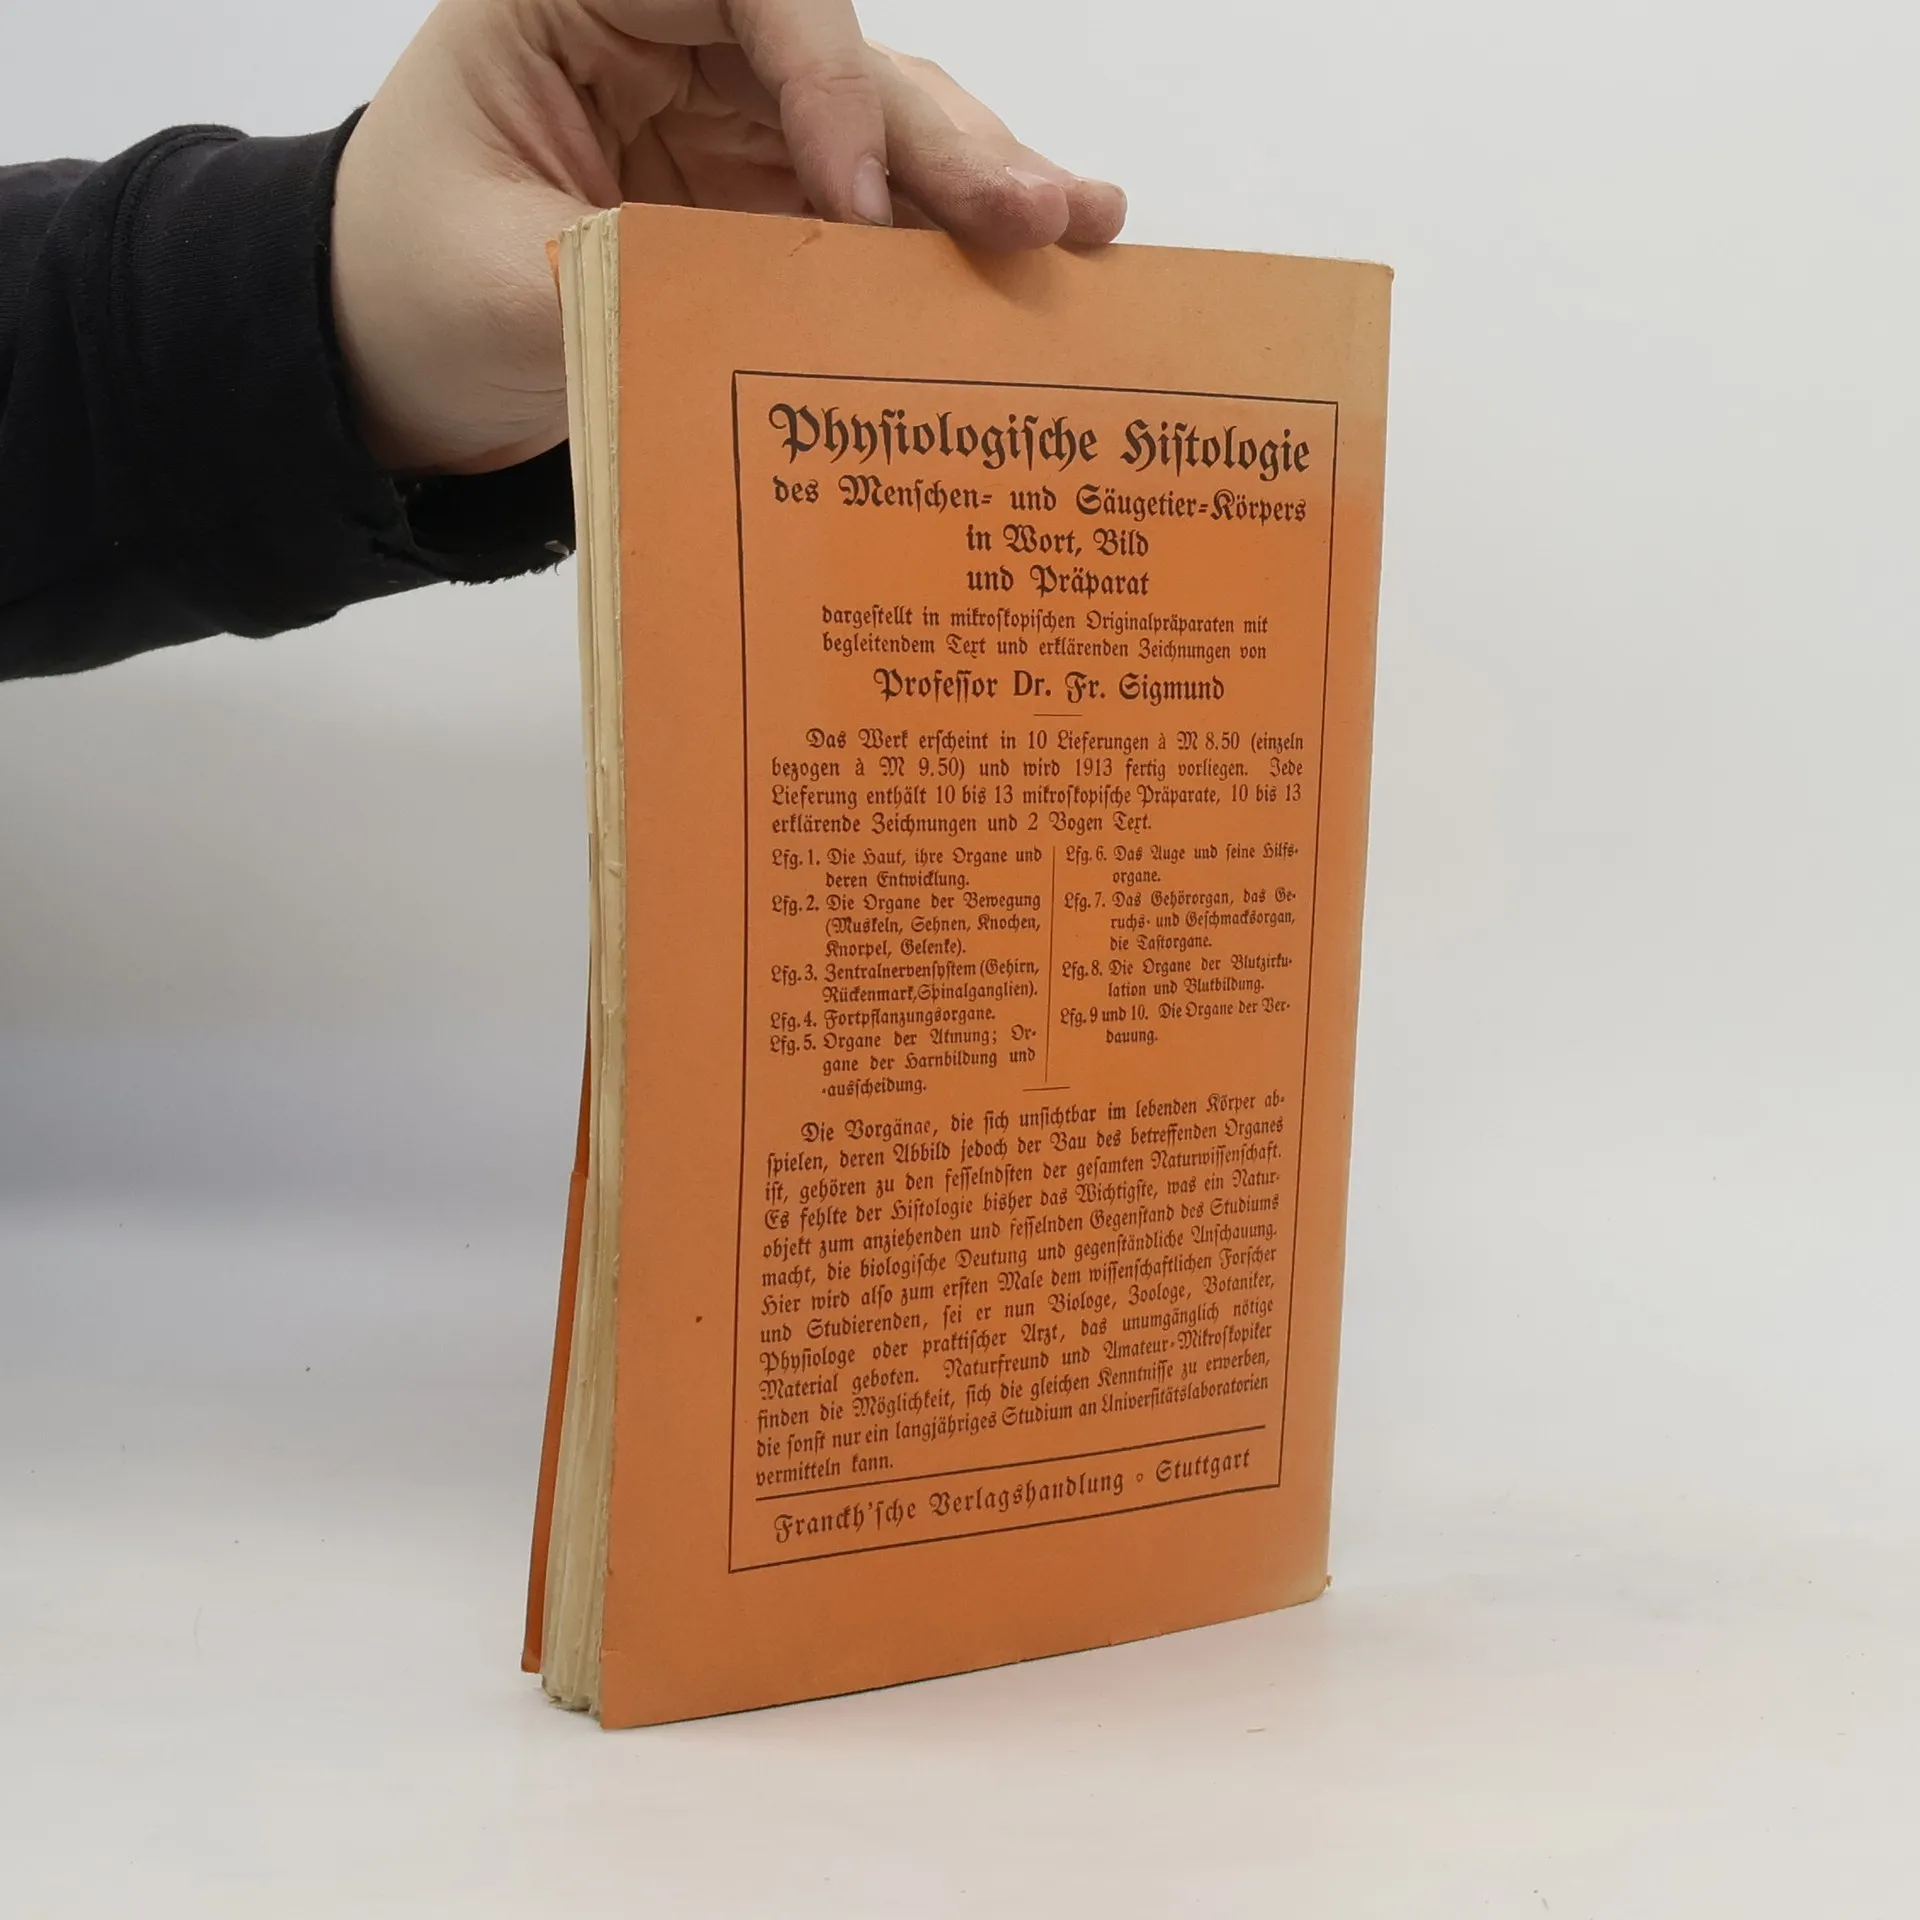 Physiologische Histologie
des Menschen- und Säugetier-Körpers
in Wort, Bild
und Präparat
dargestellt in mikroskopischen Originalpräparaten mit
begleitendem Text und erklärenden Zeichnungen von
Professor Dr. Fr. Sigmund
Das Werk erscheint in 10 Lieferungen à M 8.50 (einzeln
bezogen à M 9.50) und wird 1913 fertig vorliegen. Jede
Lieferung enthält 10 bis 13 mikroskopische Präparate, 10 bis 13
erklärende Zeichnungen und 2 Bogen Text.
Lfg. 1. Die Haut, ihre Organe und
deren Entwicklung.
Lfg. 2. Die Organe der Bewegung
(Muskeln, Sehnen, Knochen,
Knorpel, Gelenke).
Lfg. 3. Zentralnervensystem (Gehirn,
Rückenmark, Spinalganglien).
Lfg. 4. Fortpflanzungsorgane.
Lfg. 5. Organe der Atmung; Or-
gane der Harnbildung und
-ausscheidung.
Lfg. 6. Das Auge und seine Hilfs-
organe.
Lfg. 7. Das Gehörorgan, das Ge-
ruchs- und Geschmacksorgan,
die Tastorgane.
Lfg. 8. Die Organe der Blutzirku-
lation und Blutbildung.
Lfg. 9 und 10. Die Organe der Ver-
dauung.
Die Vorgänge, die sich unsichtbar im lebenden Körper ab-
spielen, deren Abbild jedoch der Bau des betreffenden Organes
ist, gehören zu den fesselndsten der gesamten Naturwissenschaft.
Es fehlte der Histologie bisher das Wichtigste, was ein Natur-
objekt zum anziehenden und fesselnden Gegenstand des Studiums
macht, die biologische Deutung und gegenständliche Anschauung.
Hier wird also zum ersten Male dem wissenschaftlichen Forscher
und Studierenden, sei er nun Biologe, Zoologe, Botaniker,
Physiologe oder praktischer Arzt, das unumgänglich nötige
Material geboten. Naturfreund und Amateur-Mikroskopiker
finden die Möglichkeit, sich die gleichen Kenntnisse zu erwerben,
die sonst nur ein langjähriges Studium an Universitätslaboratorien
vermitteln kann.
Franckh'sche Verlagshandlung ◦ Stuttgart